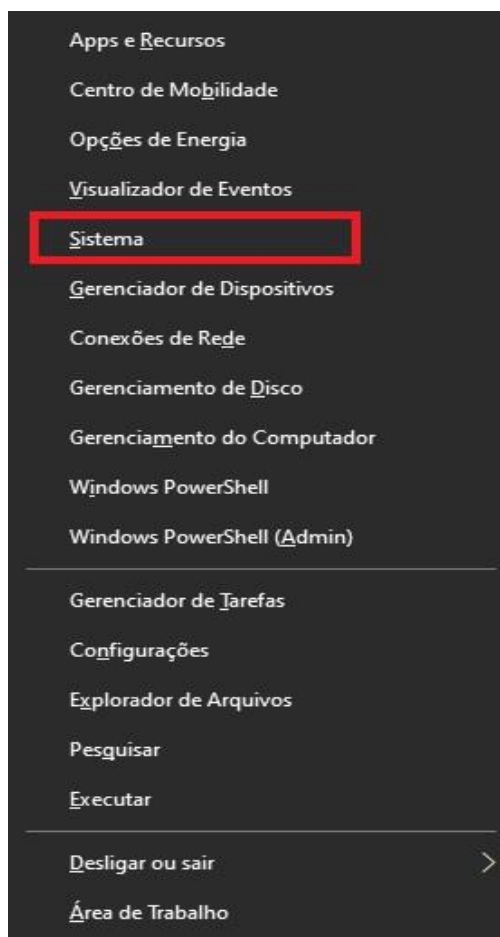 Apps e Recursos
Centro de Mobilidade
Opções de Energia
Visualizador de Eventos
Sistema
Gerenciador de Dispositivos
Conexões de Rede
Gerenciamento de Disco
Gerenciamento do Computador
Windows PowerShell
Windows PowerShell (Admin)
Gerenciador de Tarefas
Configurações
Explorador de Arquivos
Pesquisar
Executar
Desligar ou sair
Área de Trabalho